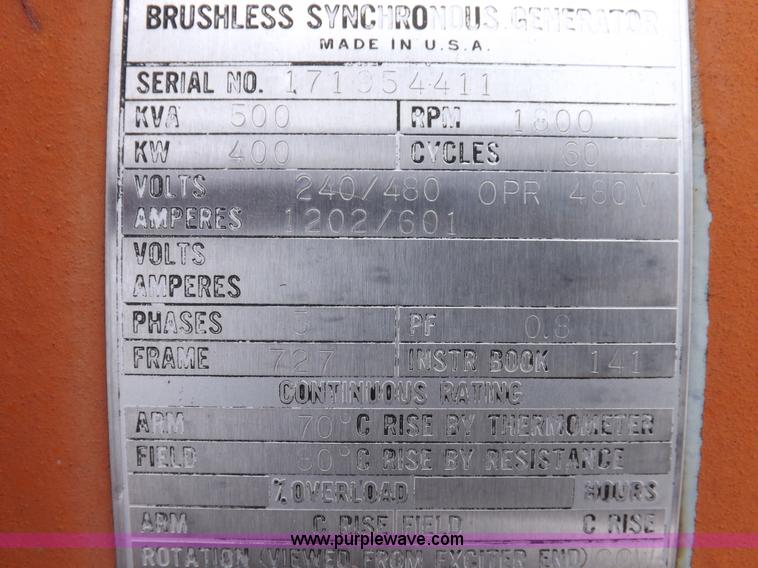 BRUSHLESS SYNCHRONOUS GENERATOR
MADE IN U.S.A.
SERIAL NO. 171954411
KVA 500 RPM 1800
KW 400 CYCLES 60
VOLTS 240/480 OPR 480V
AMPERES 1202/601
VOLTS
AMPERES
PHASES 3 PF 0.8
FRAME 727 INSTR BOOK 141
CONTINUOUS RATING
ARM 70°C RISE BY THERMOMETER
FIELD 80°C RISE BY RESISTANCE
% OVERLOAD HOURS
ARM C RISE FIELD C RISE
www.purplewave.com
ROTATION (VIEWED FROM EXCITER END) CCW